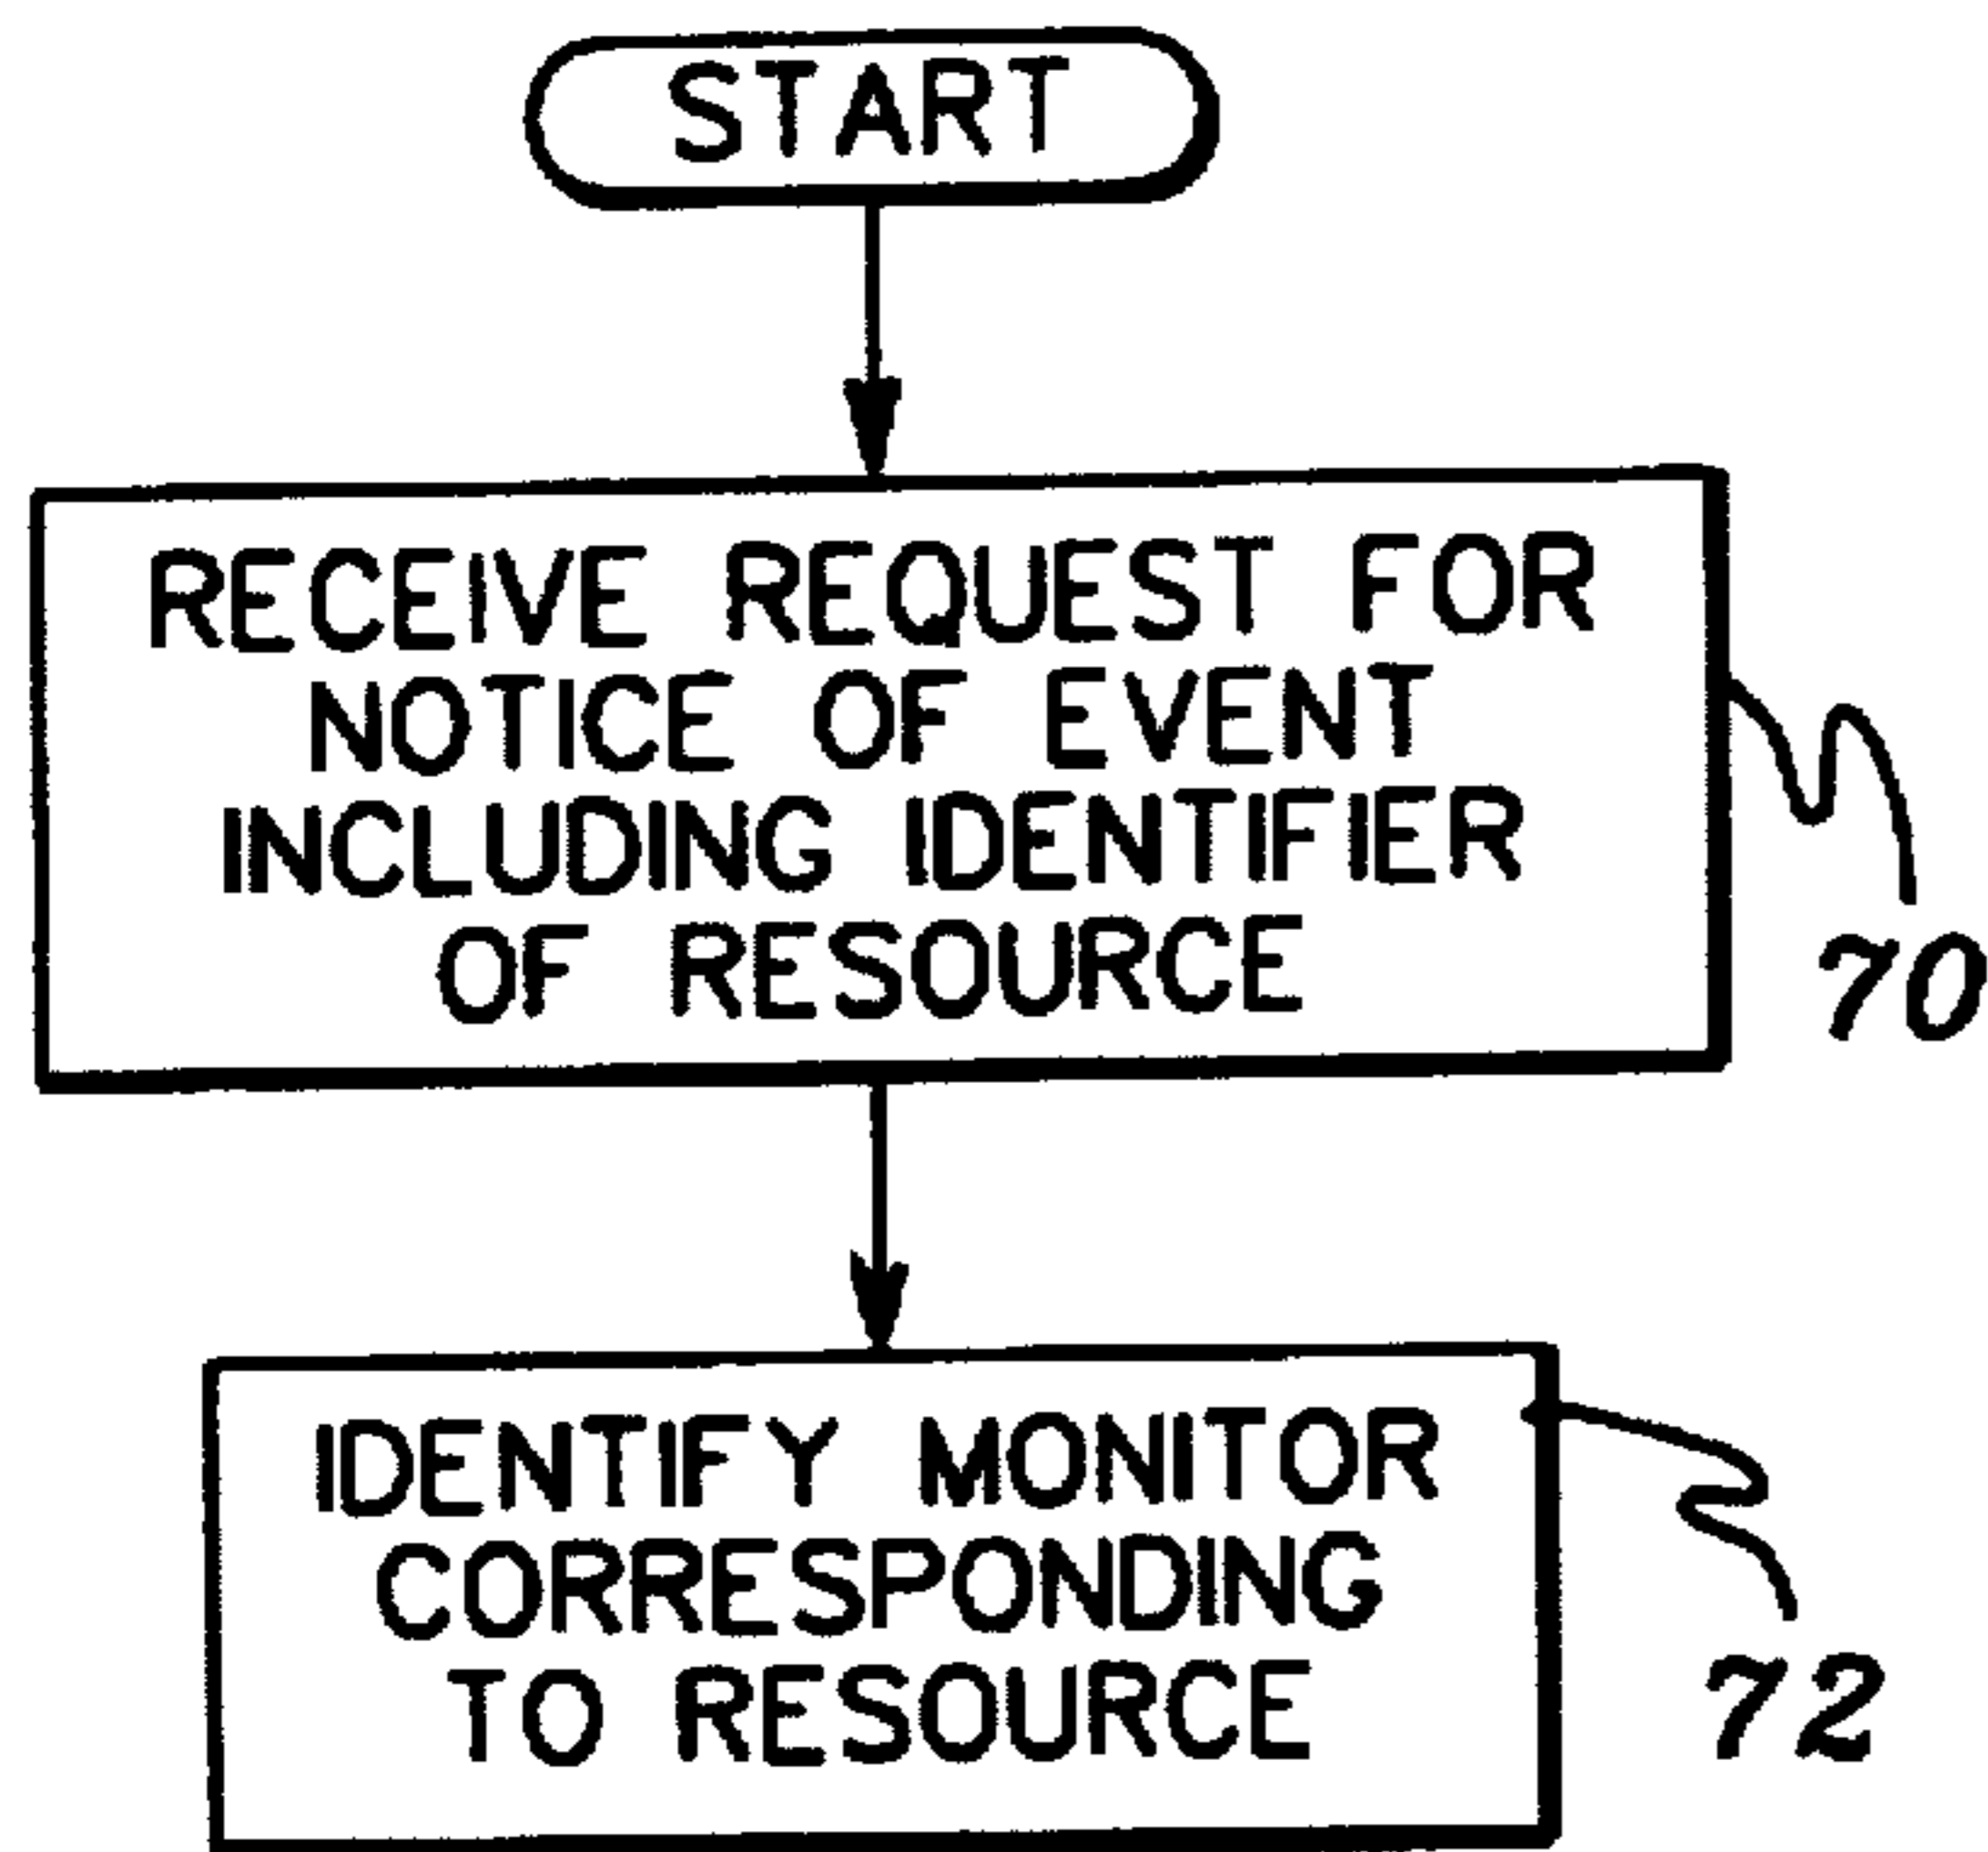 START
RECEIVE REQUEST FOR
NOTICE OF EVENT
INCLUDING IDENTIFIER
OF RESOURCE
70
IDENTIFY MONITOR
CORRESPONDING
TO RESOURCE
72